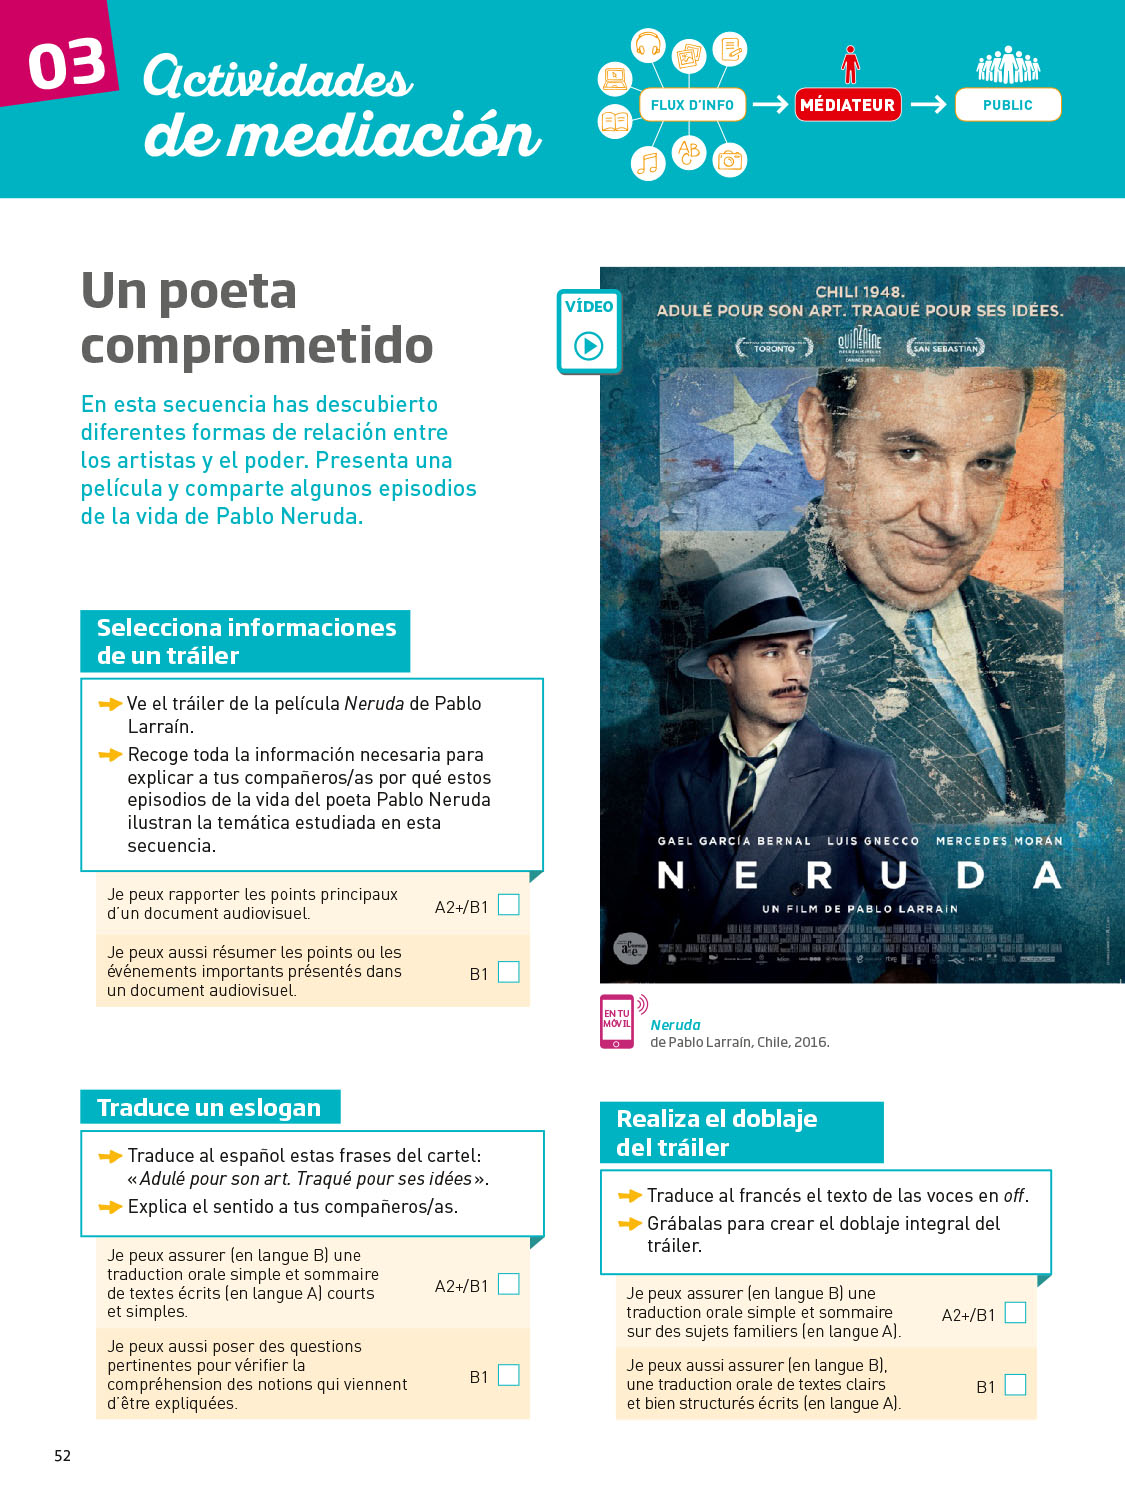 03
Actividades
de mediación
FLUX D'INFO
MÉDIATEUR
PUBLIC
AB
C
Un poeta
comprometido
En esta secuencia has descubierto
diferentes formas de relación entre
los artistas y el poder. Presenta una
película y comparte algunos episodios
de la vida de Pablo Neruda.
VÍDEO
CHILI 1948.
ADULÉ POUR SON ART. TRAQUÉ POUR SES IDÉES.
TORONTO
QUINZAINE
SAN SEBASTIAN
GAEL GARCÍA BERNAL LUIS GNECCO MERCEDES MORÁN
NERUDA
UN FILM DE PABLO LARRAÍN
EN TU
MÓVIL
Neruda
de Pablo Larraín, Chile, 2016.
Selecciona informaciones
de un tráiler
Ve el tráiler de la película Neruda de Pablo
Larraín.
Recoge toda la información necesaria para
explicar a tus compañeros/as por qué estos
episodios de la vida del poeta Pablo Neruda
ilustran la temática estudiada en esta
secuencia.
Je peux rapporter les points principaux
d'un document audiovisuel.
A2+/B1
Je peux aussi résumer les points ou les
événements importants présentés dans
un document audiovisuel.
B1
Traduce un eslogan
Traduce al español estas frases del cartel:
« Adulé pour son art. Traqué pour ses idées ».
Explica el sentido a tus compañeros/as.
Je peux assurer (en langue B) une
traduction orale simple et sommaire
de textes écrits (en langue A) courts
et simples.
A2+/B1
Je peux aussi poser des questions
pertinentes pour vérifier la
compréhension des notions qui viennent
d'être expliquées.
B1
Realiza el doblaje
del tráiler
Traduce al francés el texto de las voces en off.
Grábalas para crear el doblaje integral del
tráiler.
Je peux assurer (en langue B) une
traduction orale simple et sommaire
sur des sujets familiers (en langue A).
A2+/B1
Je peux aussi assurer (en langue B),
une traduction orale de textes clairs
et bien structurés écrits (en langue A).
B1
52